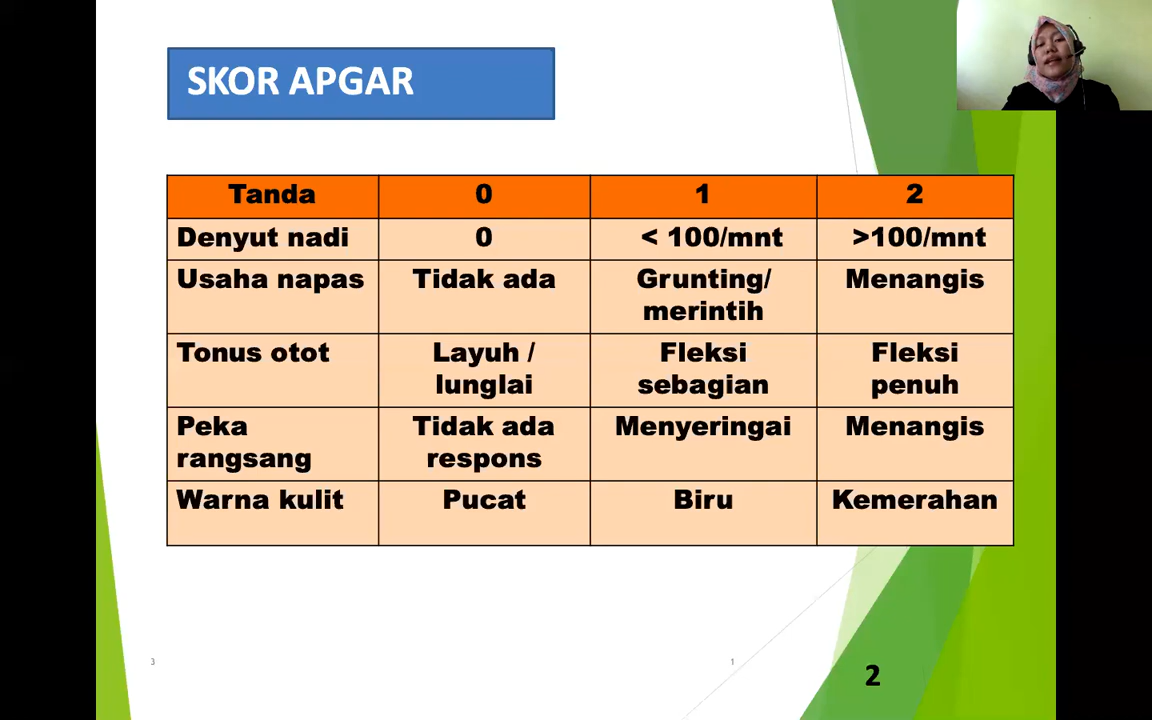 SKOR APGAR
Tanda 0 1 2
Denyut nadi 0 < 100/mnt >100/mnt
Usaha napas Tidak ada Grunting/ Menangis
merintih
Tonus otot Layuh / Fleksi Fleksi
lunglai sebagian penuh
Peka Tidak ada Menyeringai Menangis
rangsang respons
Warna kulit Pucat Biru Kemerahan
3 1
2